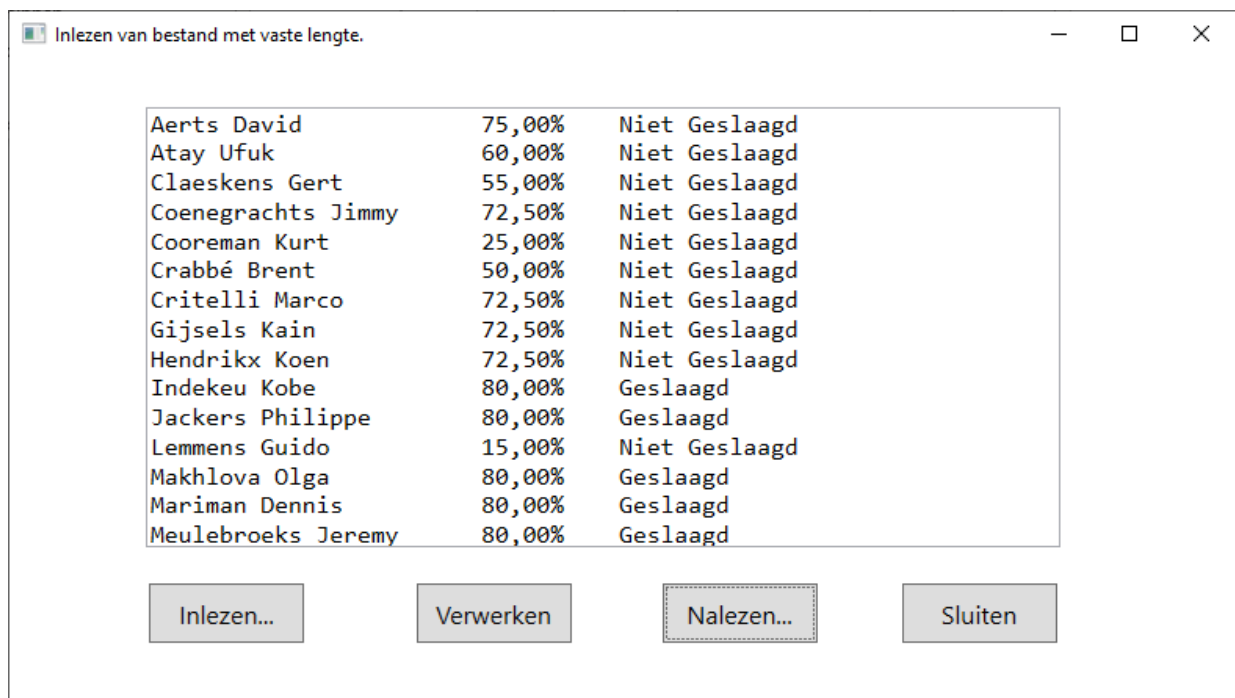 Inlezen van bestand met vaste lengte.
Aerts David 75,00% Niet Geslaagd
Atay Ufuk 60,00% Niet Geslaagd
Claeskens Gert 55,00% Niet Geslaagd
Coenegrachts Jimmy 72,50% Niet Geslaagd
Cooreman Kurt 25,00% Niet Geslaagd
Crabbé Brent 50,00% Niet Geslaagd
Critelli Marco 72,50% Niet Geslaagd
Gijsels Kain 72,50% Niet Geslaagd
Hendrikx Koen 72,50% Niet Geslaagd
Indekeu Kobe 80,00% Geslaagd
Jackers Philippe 80,00% Geslaagd
Lemmens Guido 15,00% Niet Geslaagd
Makhlova Olga 80,00% Geslaagd
Mariman Dennis 80,00% Geslaagd
Meulebroeks Jeremy 80,00% Geslaagd
Inlezen... Verwerken Nalezen... Sluiten